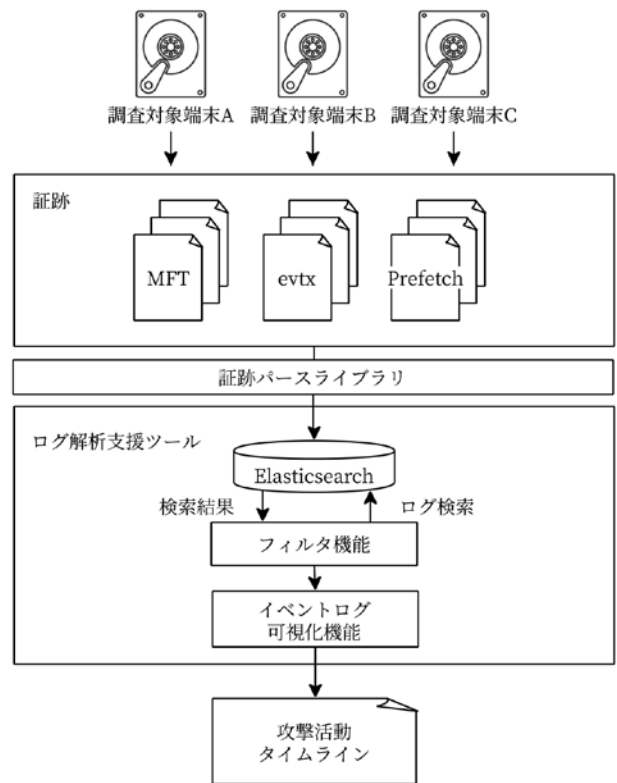 調査対象端末A 調査対象端末B 調査対象端末C
証跡
MFT evtx Prefetch
証跡パースライブラリ
ログ解析支援ツール
Elasticsearch
検索結果 ログ検索
フィルタ機能
イベントログ
可視化機能
攻撃活動
タイムライン